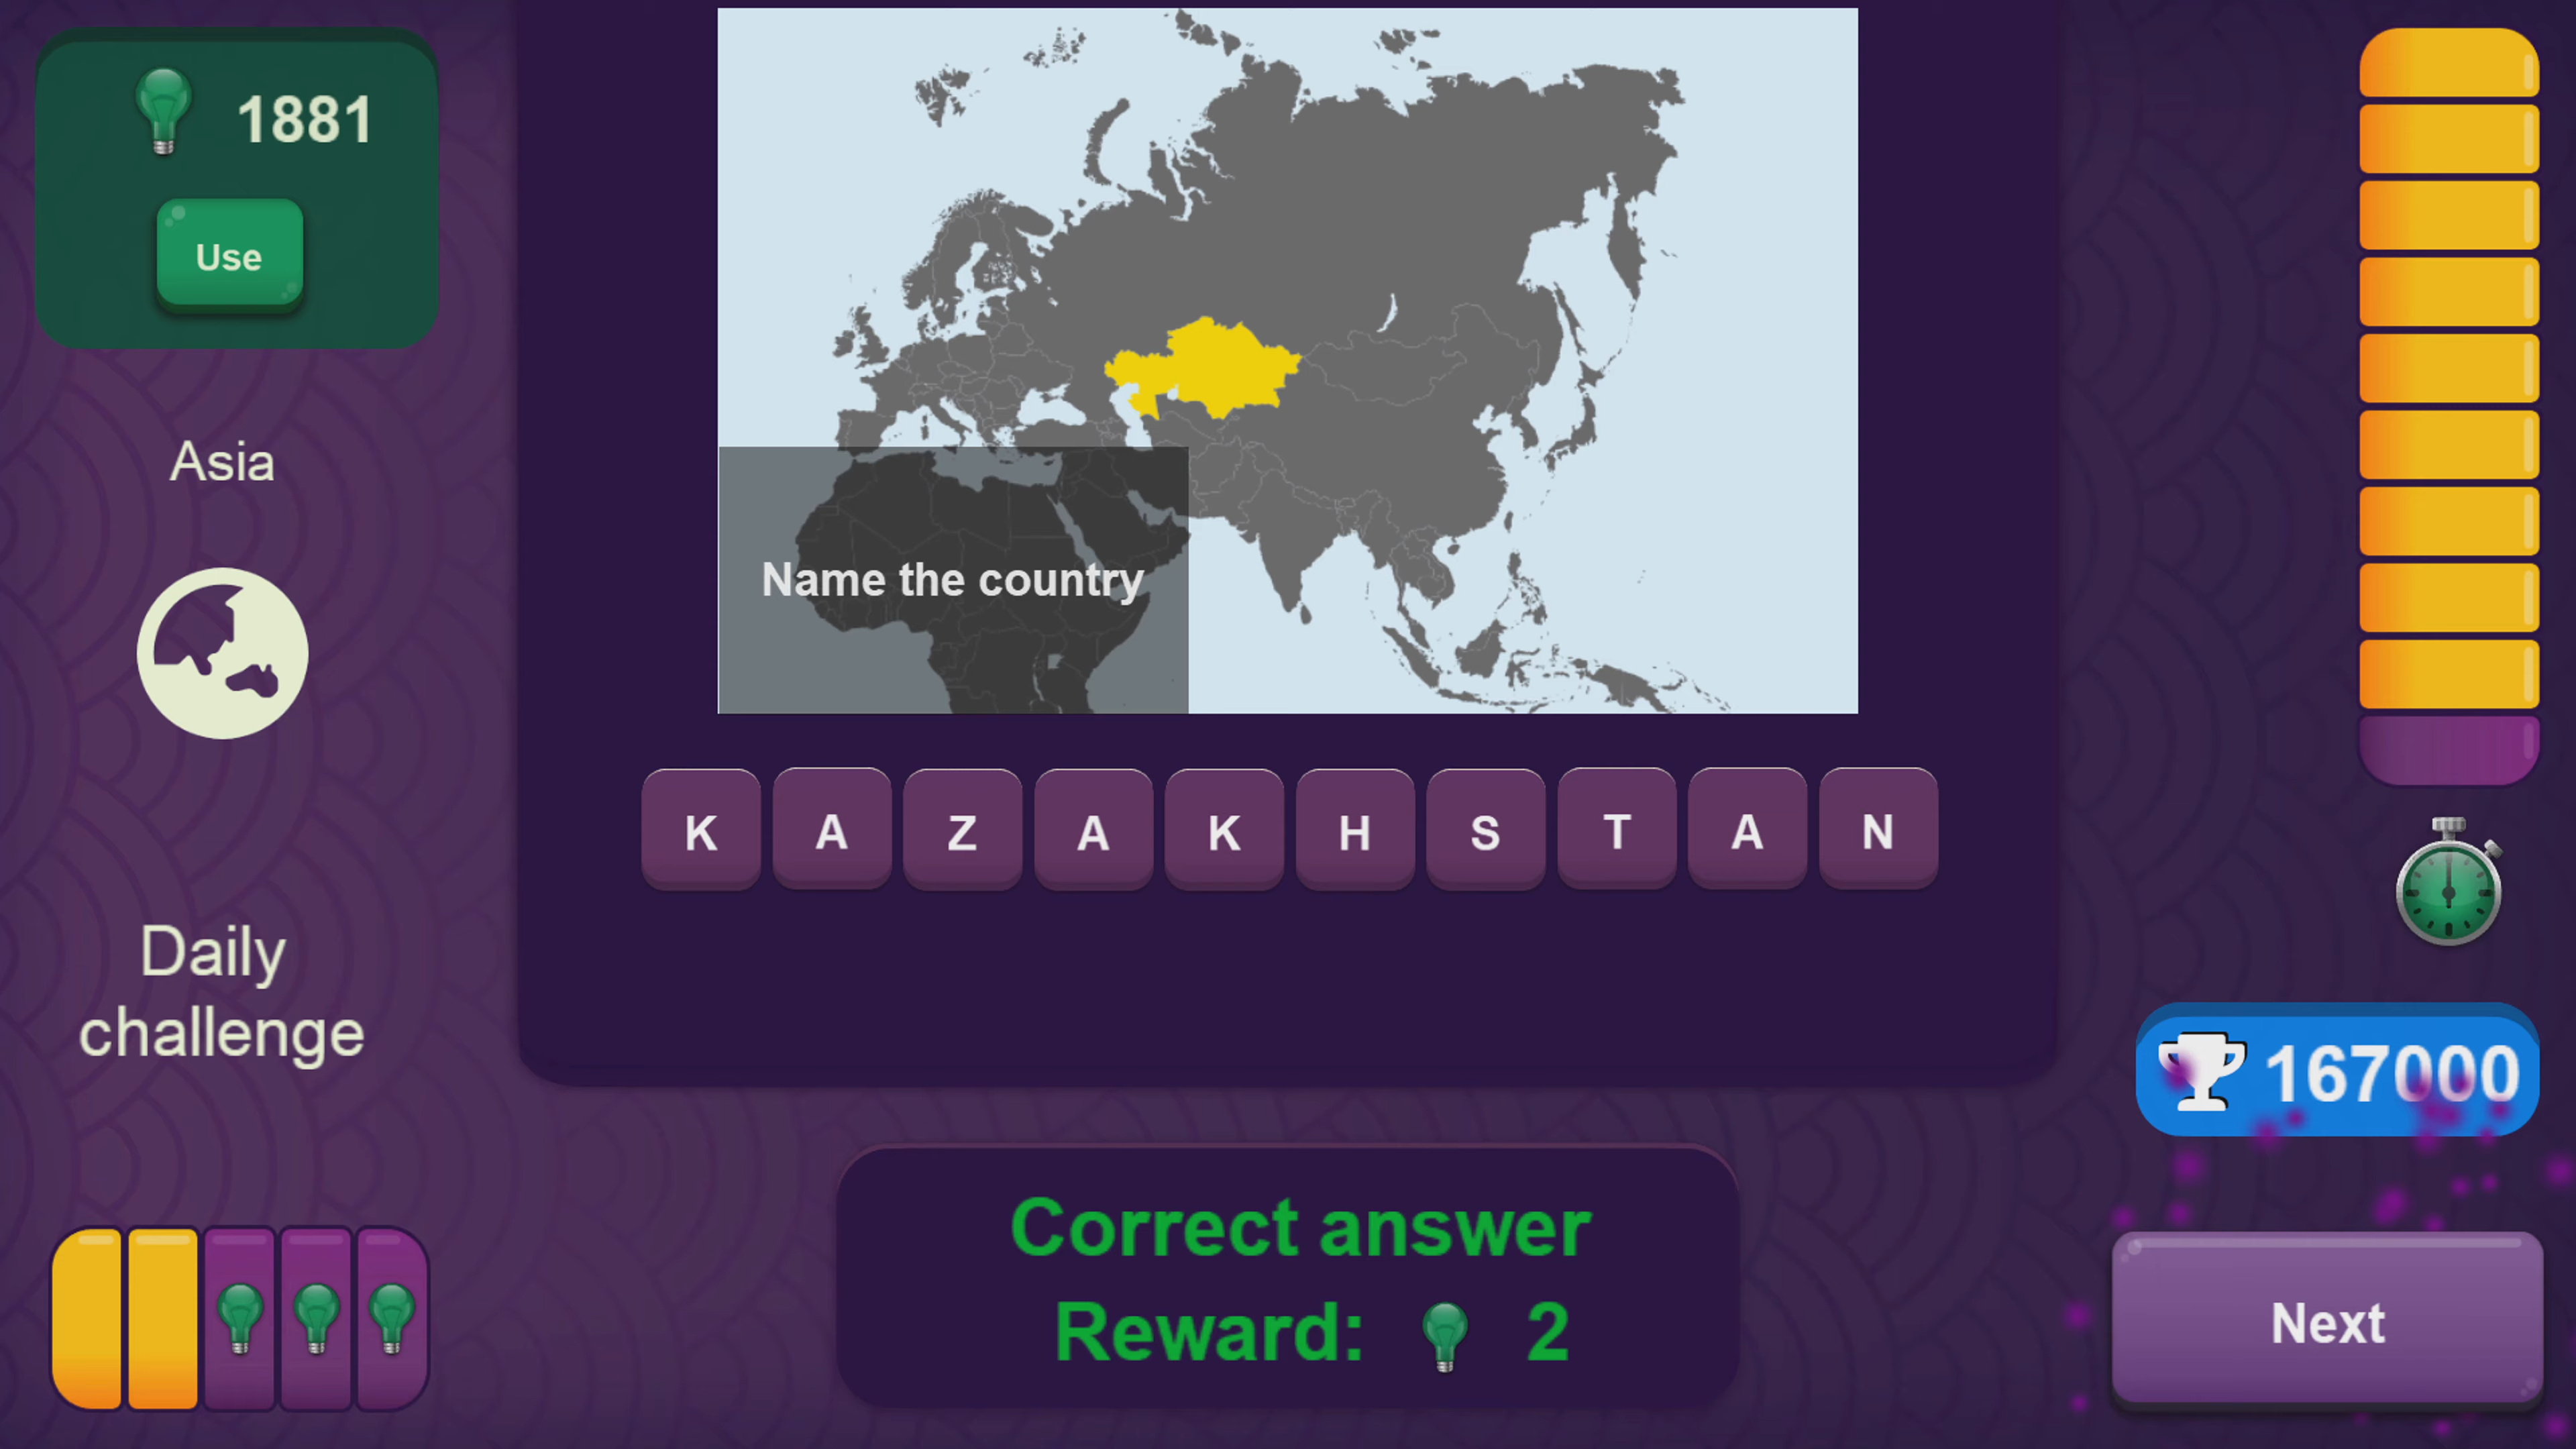 1881
Use
Asia
Daily
challenge
Name the country
K A Z A K H S T A N
Correct answer
Reward: 2
167000
Next